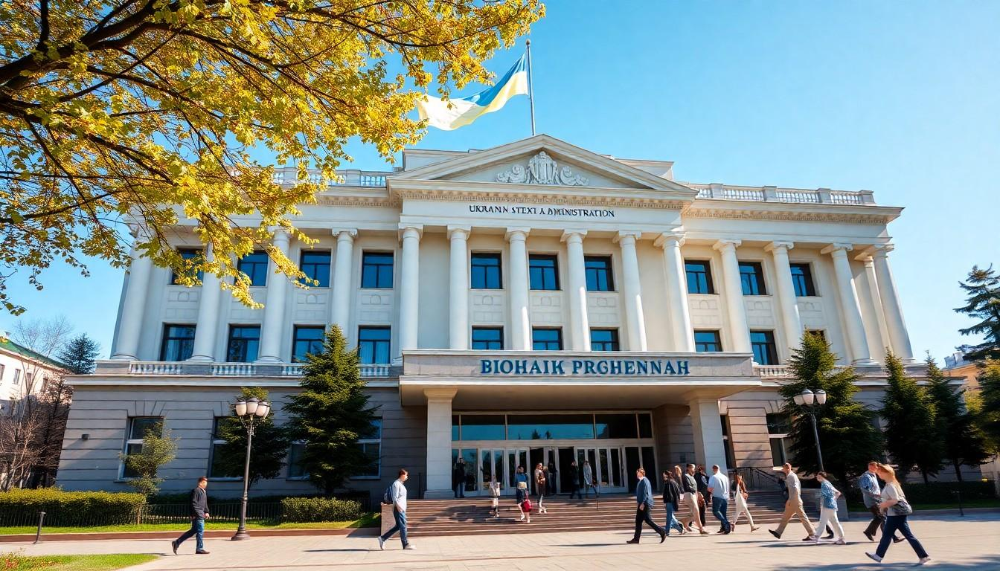 UKRANN STEXT A ADMINISTRATION
BIOHAIK PRGHENNAH